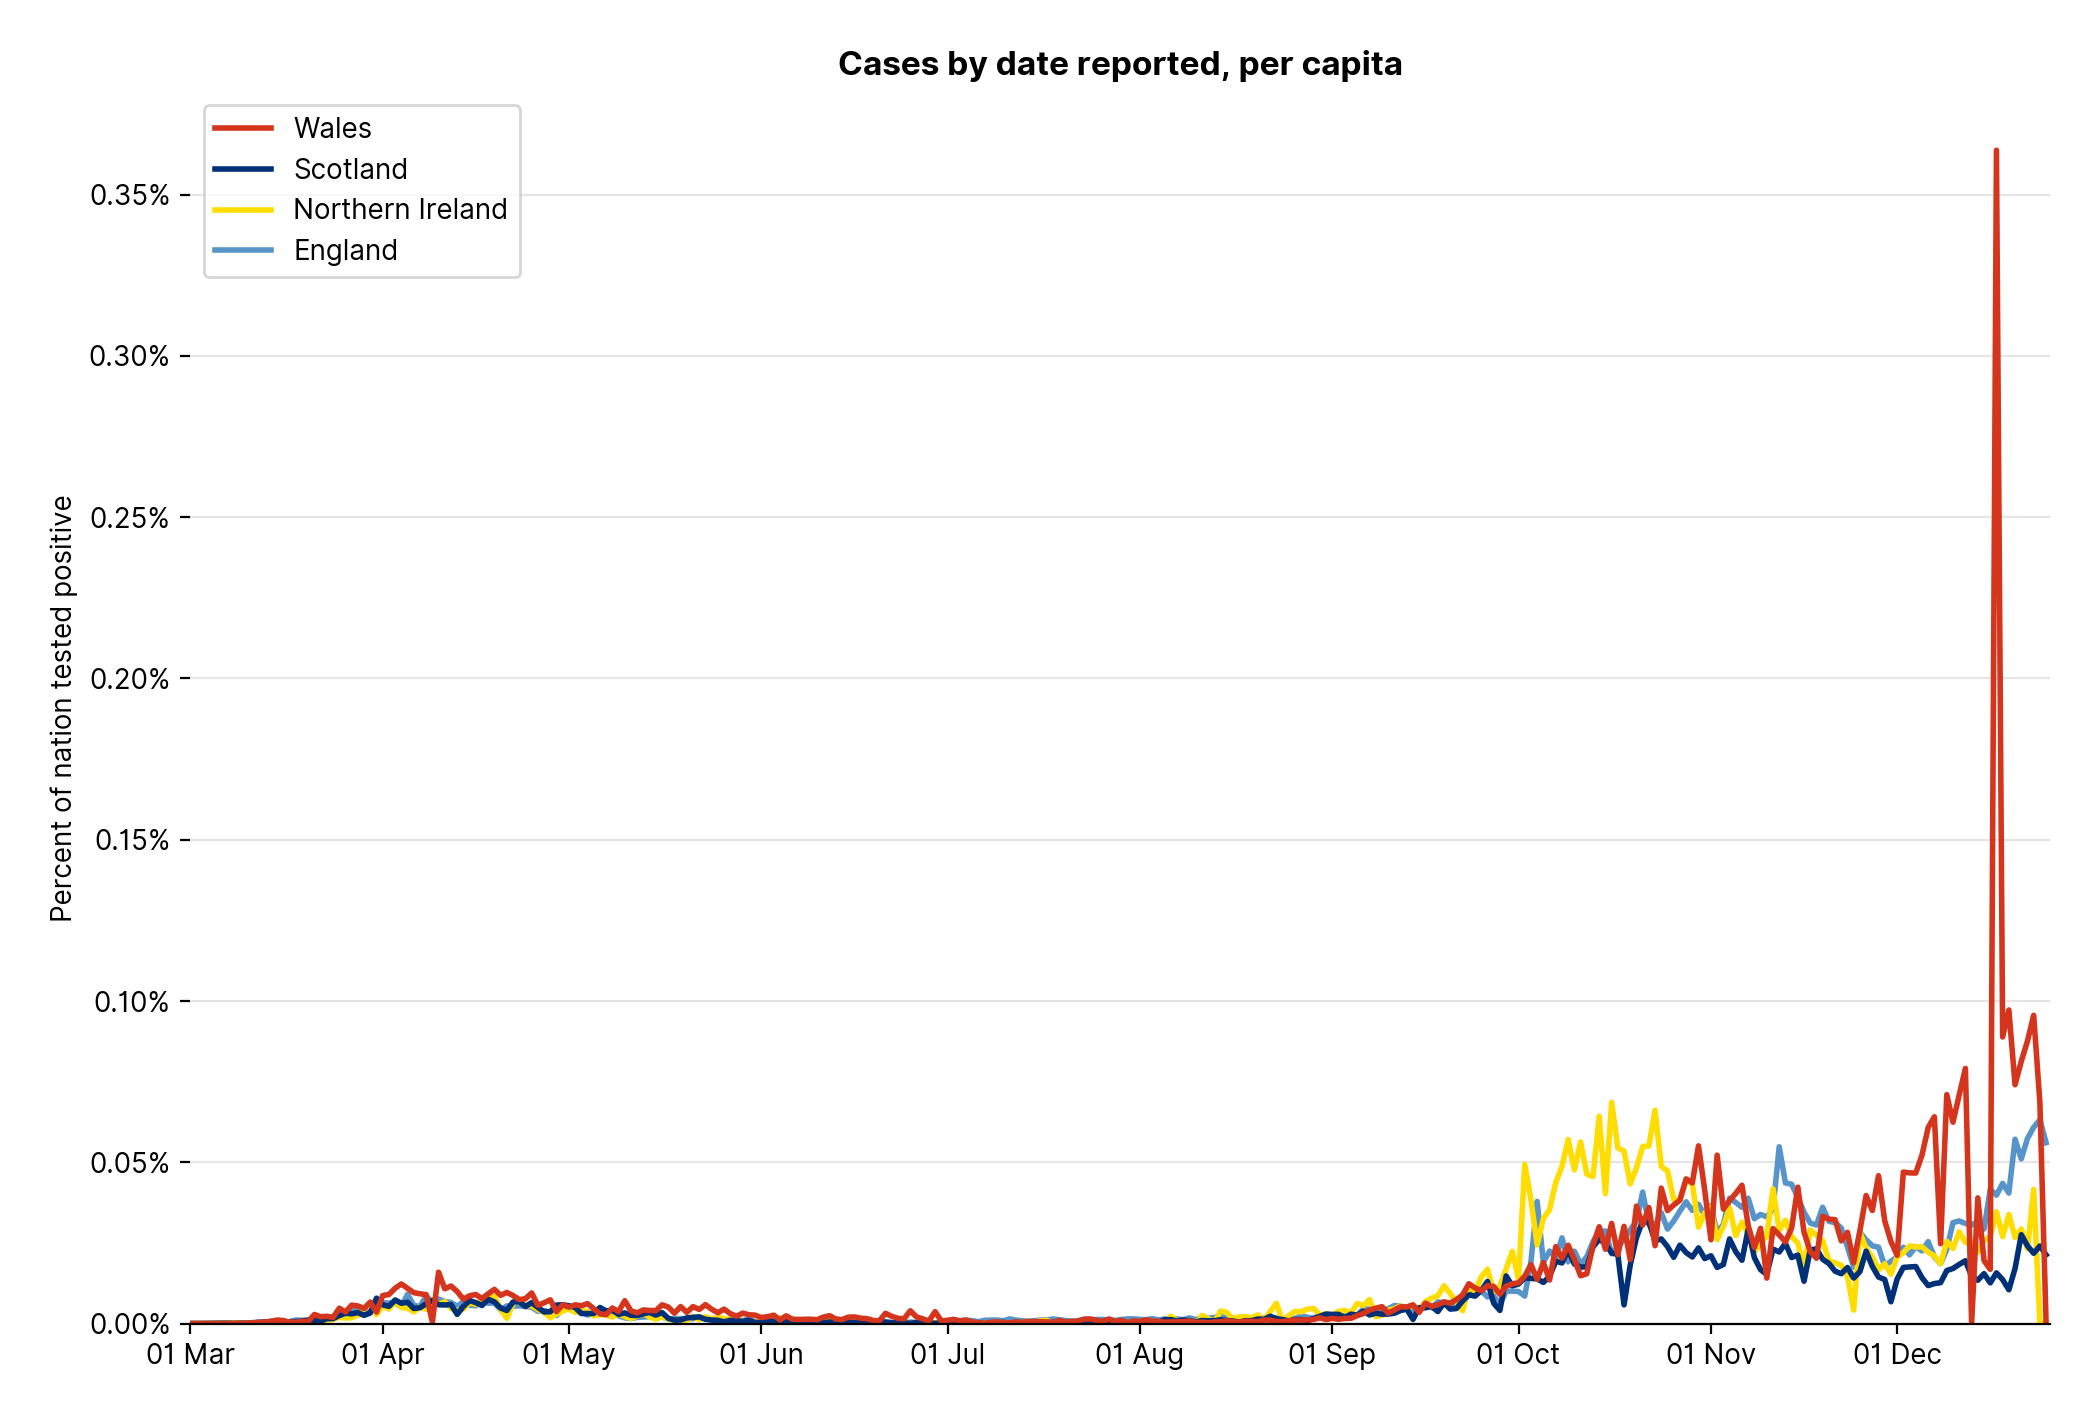 Cases by date reported, per capita
Wales
Scotland
Northern Ireland
England
Percent of nation tested positive
0.35%
0.30%
0.25%
0.20%
0.15%
0.10%
0.05%
0.00%
01 Mar
01 Apr
01 May
01 Jun
01 Jul
01 Aug
01 Sep
01 Oct
01 Nov
01 Dec